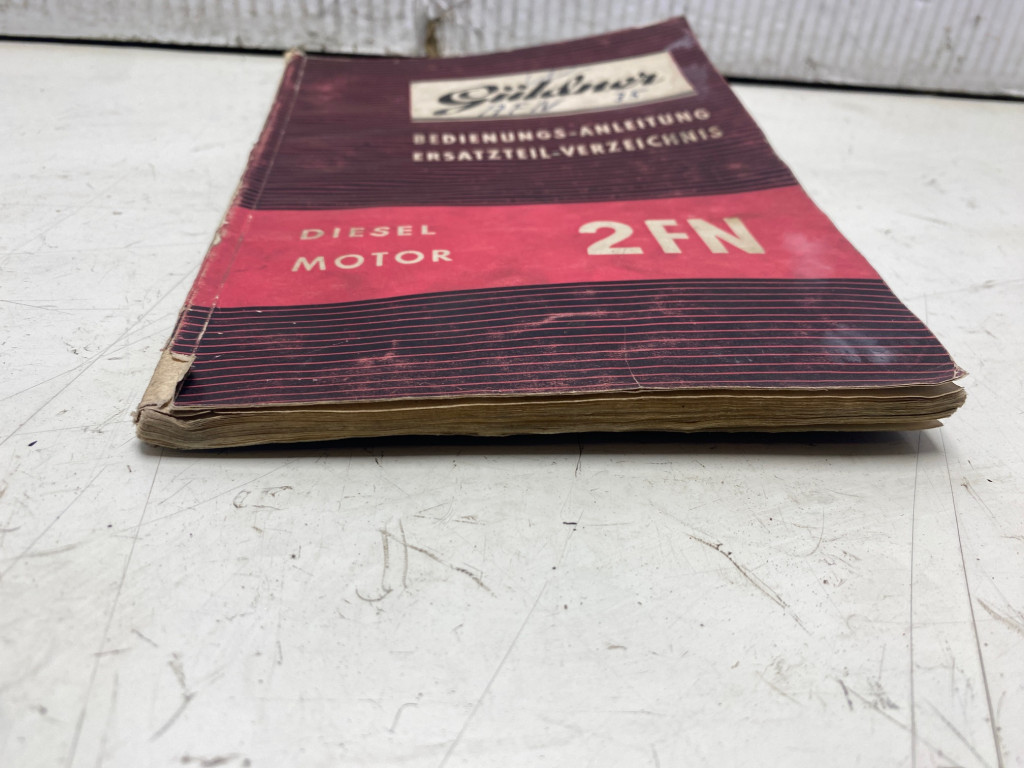 Güldner
BEDIENUNGS-ANLEITUNG
ERSATZTEIL-VERZEICHNIS
DIESEL
MOTOR
2FN